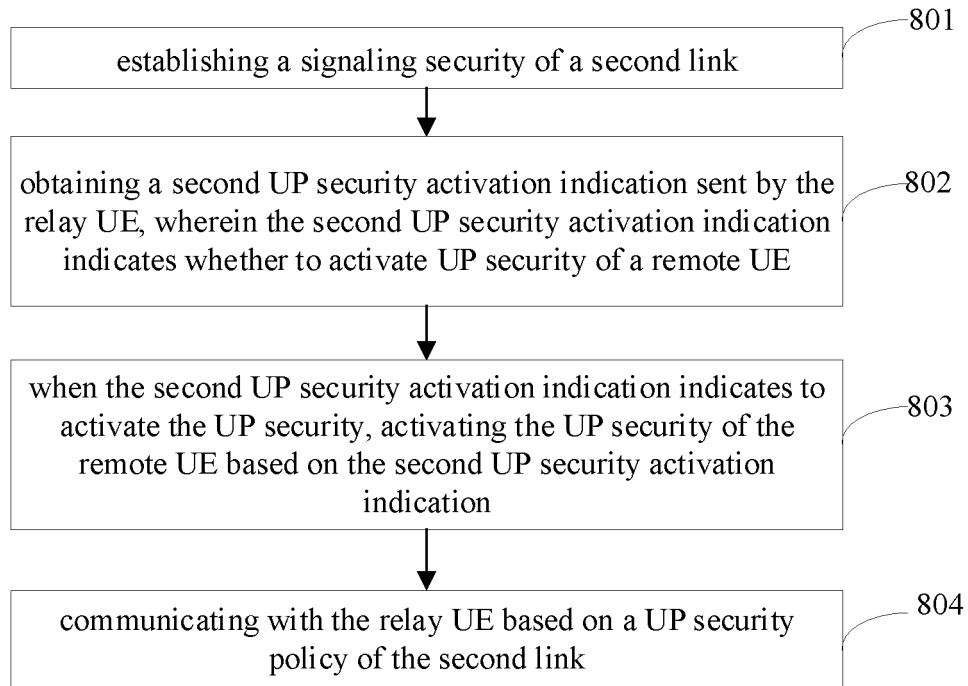 801
establishing a signaling security of a second link
obtaining a second UP security activation indication sent by the
relay UE, wherein the second UP security activation indication
indicates whether to activate UP security of a remote UE
802
when the second UP security activation indication indicates to
activate the UP security, activating the UP security of the
remote UE based on the second UP security activation
indication
803
communicating with the relay UE based on a UP security
policy of the second link
804